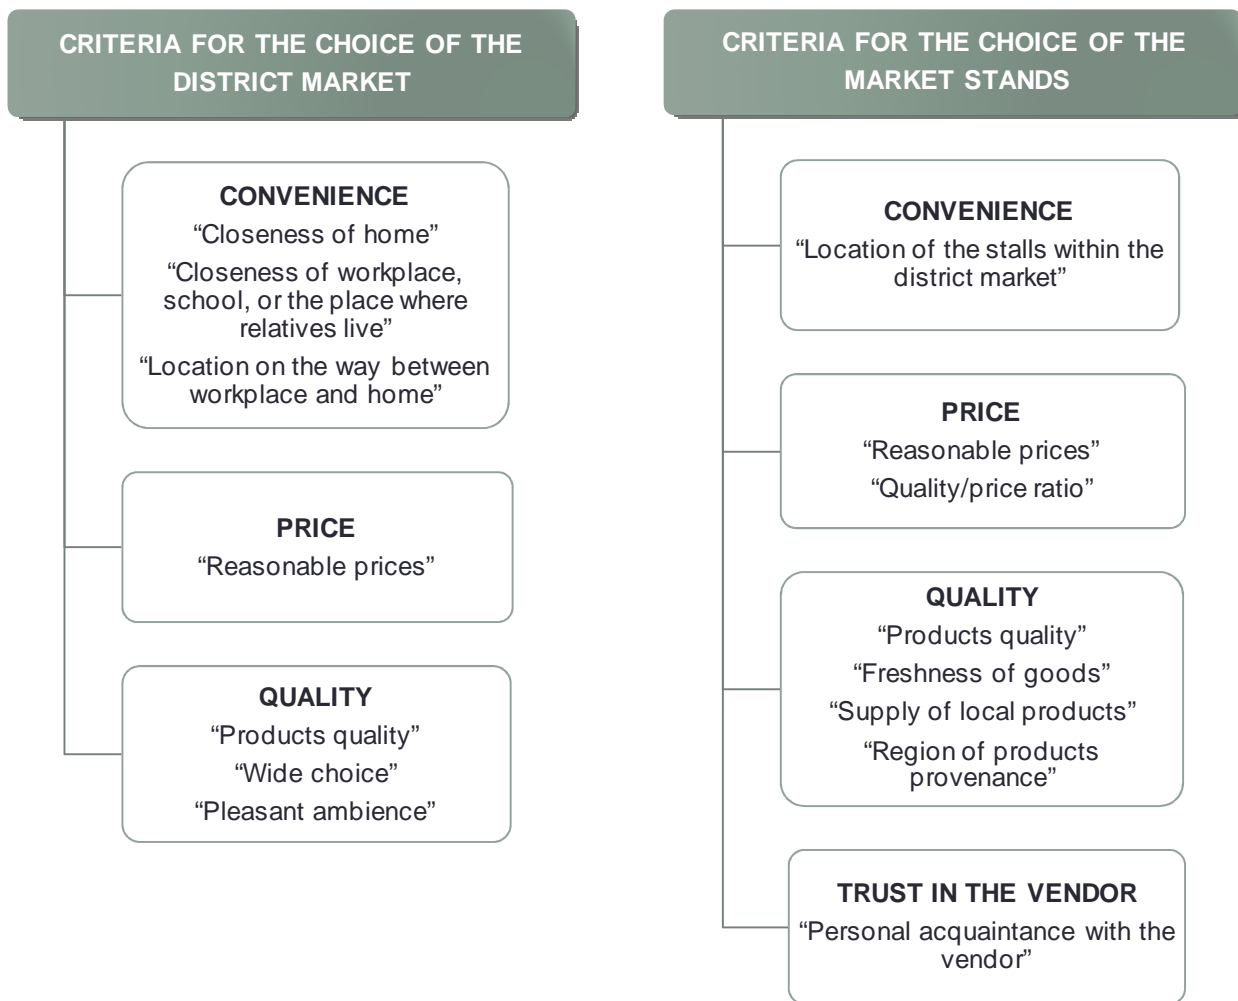 CRITERIA FOR THE CHOICE OF THE
DISTRICT MARKET
CONVENIENCE
“Closeness of home”
“Closeness of workplace,
school, or the place where
relatives live”
“Location on the way between
workplace and home”
PRICE
“Reasonable prices”
QUALITY
“Products quality”
“Wide choice”
“Pleasant ambience”
CRITERIA FOR THE CHOICE OF THE
MARKET STANDS
CONVENIENCE
“Location of the stalls within the
district market”
PRICE
“Reasonable prices”
“Quality/price ratio”
QUALITY
“Products quality”
“Freshness of goods”
“Supply of local products”
“Region of products
provenance”
TRUST IN THE VENDOR
“Personal acquaintance with the
vendor”